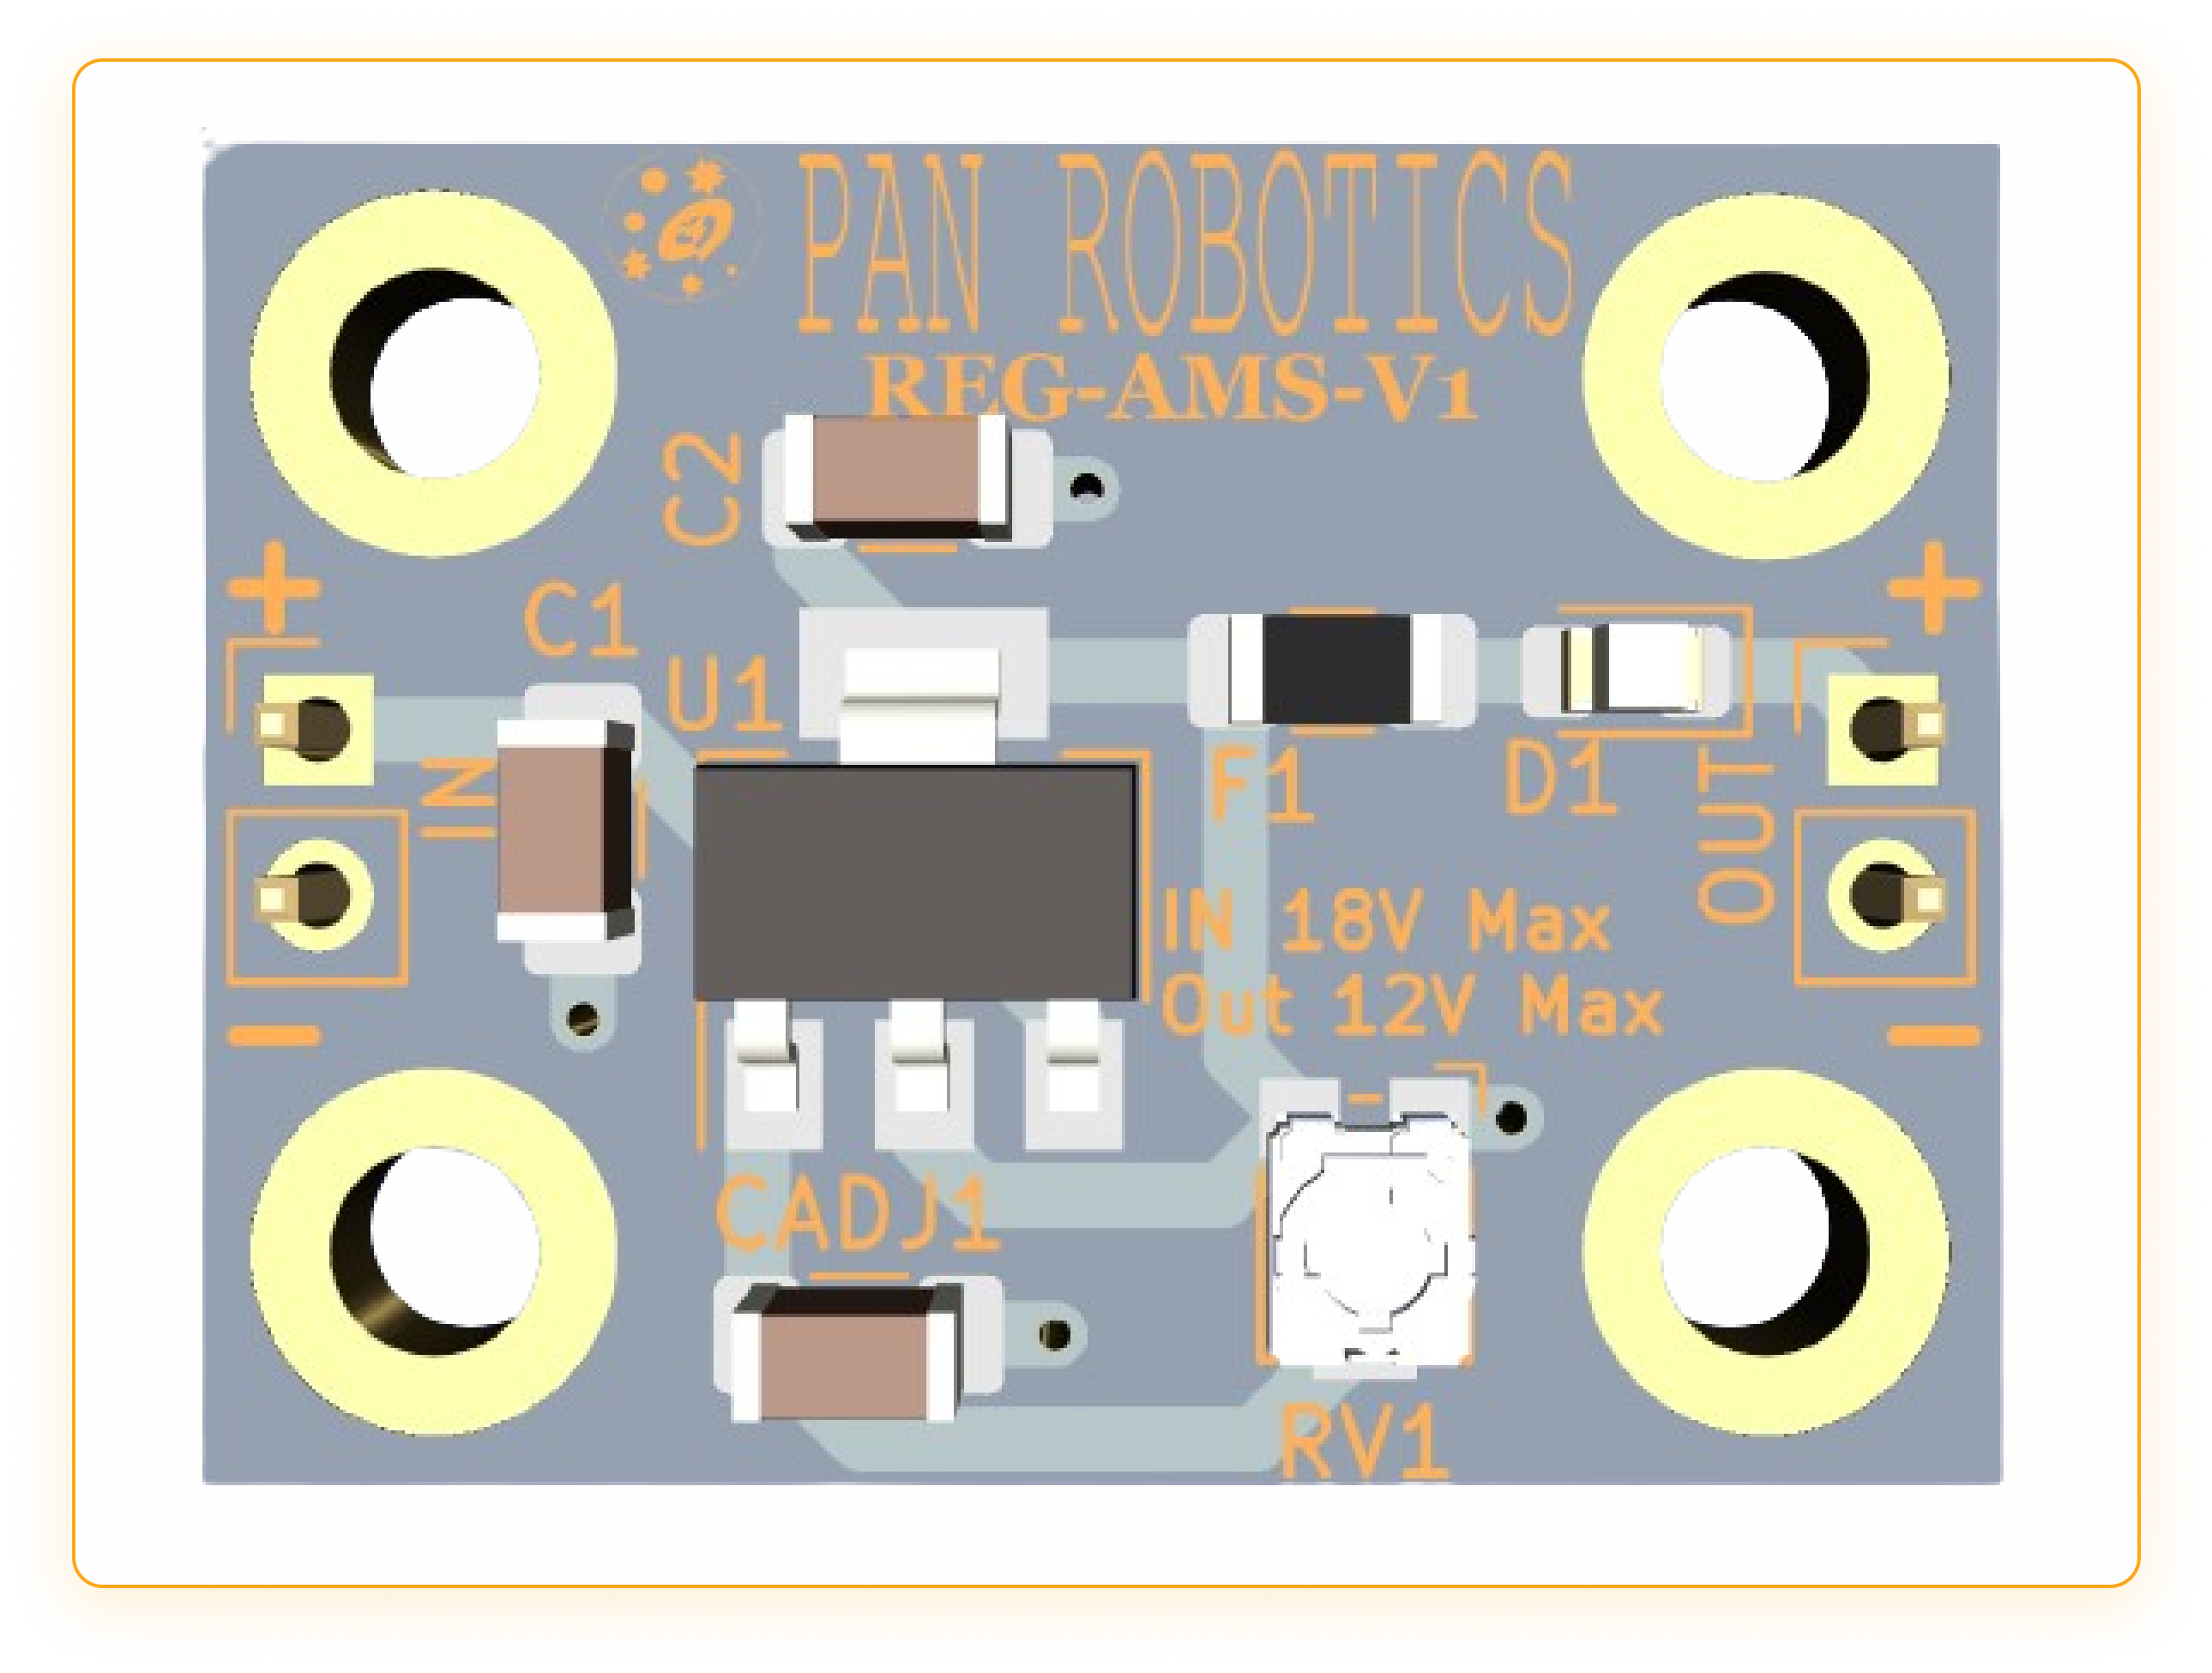 PAN ROBOTICS
REG-AMS-V1
C2
+
+
C1
U1
IN
F1
D1
OUT
IN 18V Max
Out 12V Max
-
-
CADJ1
RV1